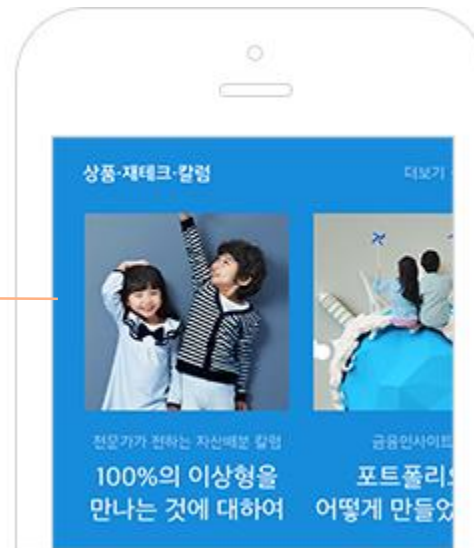 상품·재테크·칼럼
더보기
전문가가 전하는 자산배분 칼럼
100%의 이상형을
만나는 것에 대하여
금융인사이트
포트폴리
어떻게 만들었